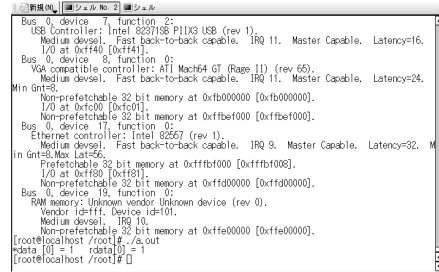 新規(N) シェル No. 2 シェル
Bus 0, device 7, function 2:
USB Controller: Intel 82371SB PIIX3 USB (rev 1).
Medium devsel. Fast back-to-back capable. IRQ 11. Master Capable. Latency=16.
I/O at 0xff40 [0xff41].
Bus 0, device 8, function 0:
VGA compatible controller: ATI Mach64 GT (Rage II) (rev 65).
Medium devsel. Fast back-to-back capable. IRQ 11. Master Capable. Latency=24.
Min Gnt=8.
Non-prefetchable 32 bit memory at 0xfb000000 [0xfb000000].
I/O at 0xfc00 [0xfc01].
Non-prefetchable 32 bit memory at 0xffbef000 [0xffbef000].
Bus 0, device 17, function 0:
Ethernet controller: Intel 82557 (rev 1).
Medium devsel. Fast back-to-back capable. IRQ 9. Master Capable. Latency=32. M
in Gnt=8.Max Lat=56.
Prefetchable 32 bit memory at 0xfffbf000 [0xfffbf008].
I/O at 0xff80 [0xff81].
Non-prefetchable 32 bit memory at 0xffd00000 [0xffd00000].
Bus 0, device 19, function 0:
RAM memory: Unknown vendor Unknown device (rev 0).
Vendor id=fff. Device id=101.
Medium devsel. IRQ 10.
Non-prefetchable 32 bit memory at 0xffe00000 [0xffe00000].
[root@localhost /root]# ./a.out
*data [0] = 1 rdata[0] = 1
[root@localhost /root]#